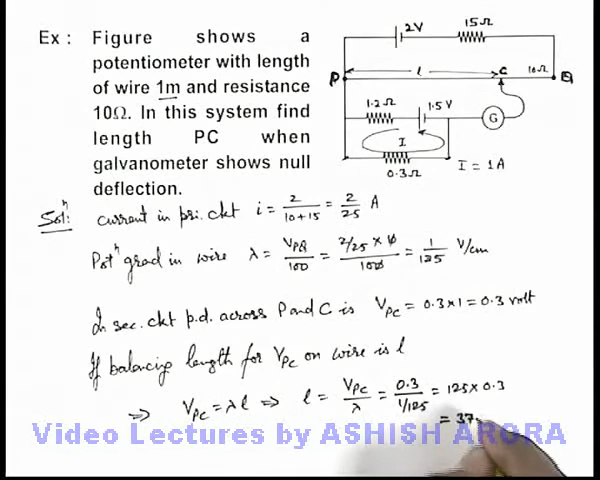 Ex : Figure shows a
potentiometer with length
of wire 1m and resistance
10Ω. In this system find
length PC when
galvanometer shows null
deflection.
2V 15Ω
P l C 10Ω Q
1.2Ω 1.5V G
I
0.3Ω I = 1A
Solⁿ: current in pri. ckt i = 2/(10+15) = 2/25 A
Potⁿ grad in wire λ = V_PQ/100 = (2/25 × 10)/100 = 1/125 V/cm
In sec. ckt p.d. across P and C is V_PC = 0.3×1 = 0.3 volt
If balancing length for V_PC on wire is l
⇒ V_PC = λl ⇒ l = V_PC/λ = 0.3/(1/125) = 125 × 0.3
= 37
Video Lectures by ASHISH ARORA